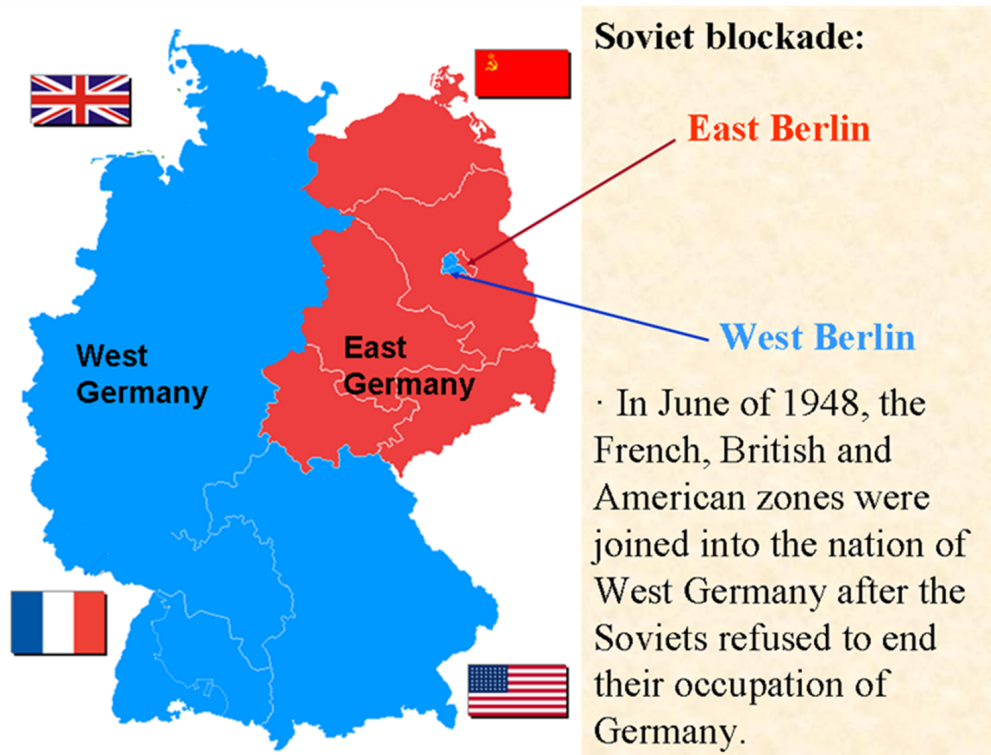 Soviet blockade:
East Berlin
West Berlin
West
Germany
East
Germany
· In June of 1948, the
French, British and
American zones were
joined into the nation of
West Germany after the
Soviets refused to end
their occupation of
Germany.